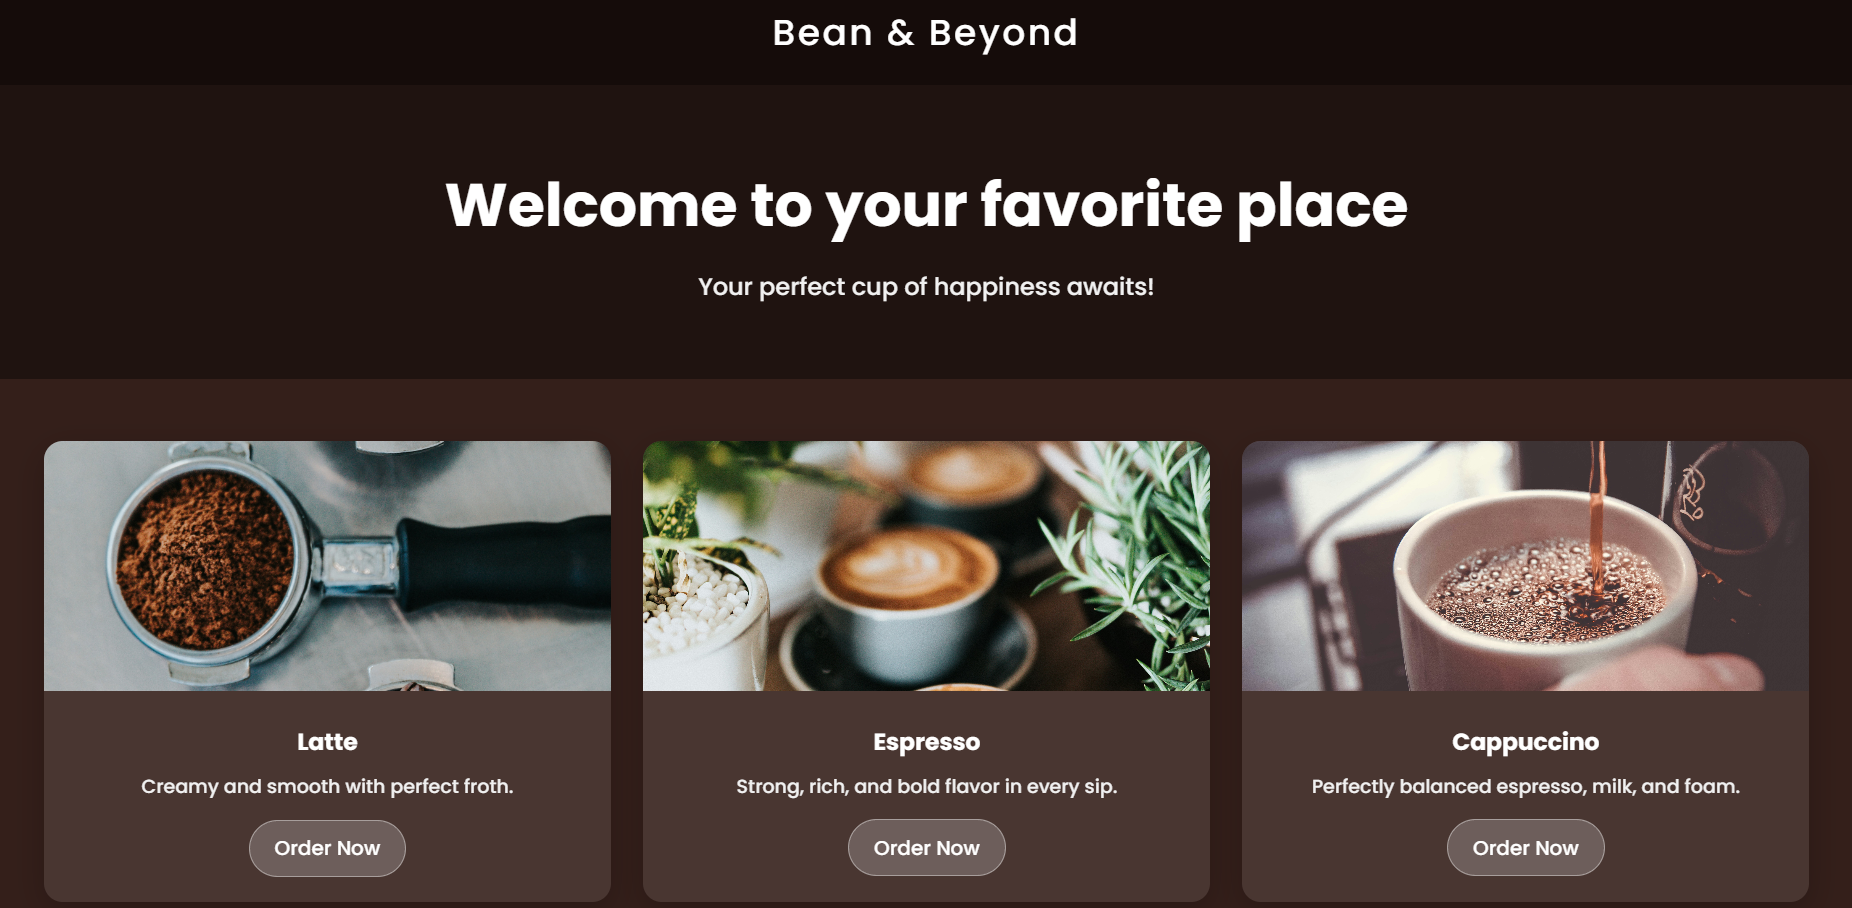 Bean & Beyond
Welcome to your favorite place
Your perfect cup of happiness awaits!
Latte
Creamy and smooth with perfect froth.
Order Now
Espresso
Strong, rich, and bold flavor in every sip.
Order Now
Cappuccino
Perfectly balanced espresso, milk, and foam.
Order Now